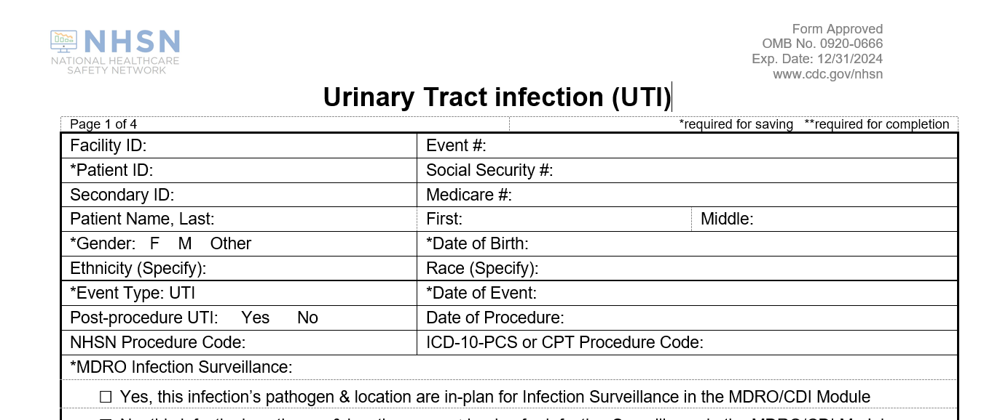 NHSN
NATIONAL HEALTHCARE
SAFETY NETWORK
Form Approved
OMB No. 0920-0666
Exp. Date: 12/31/2024
www.cdc.gov/nhsn
Urinary Tract infection (UTI)
Page 1 of 4 *required for saving **required for completion
Facility ID: Event #:
*Patient ID: Social Security #:
Secondary ID: Medicare #:
Patient Name, Last: First: Middle:
*Gender: F M Other *Date of Birth:
Ethnicity (Specify): Race (Specify):
*Event Type: UTI *Date of Event:
Post-procedure UTI: Yes No Date of Procedure:
NHSN Procedure Code: ICD-10-PCS or CPT Procedure Code:
*MDRO Infection Surveillance:
☐ Yes, this infection’s pathogen & location are in-plan for Infection Surveillance in the MDRO/CDI Module